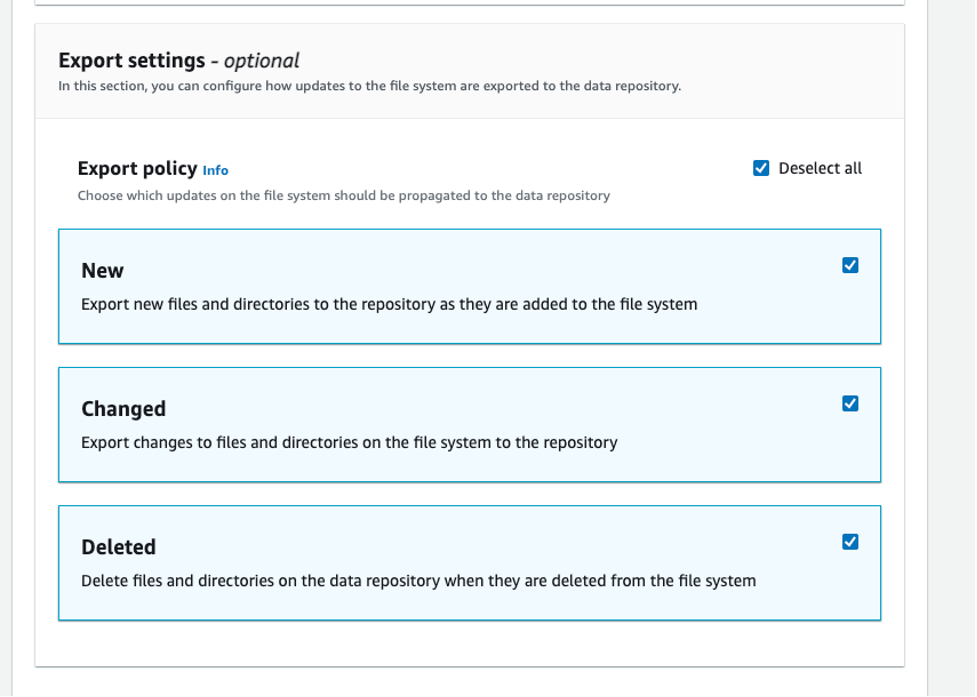 Export settings - optional
In this section, you can configure how updates to the file system are exported to the data repository.
Export policy Info
Deselect all
Choose which updates on the file system should be propagated to the data repository
New
Export new files and directories to the repository as they are added to the file system
Changed
Export changes to files and directories on the file system to the repository
Deleted
Delete files and directories on the data repository when they are deleted from the file system